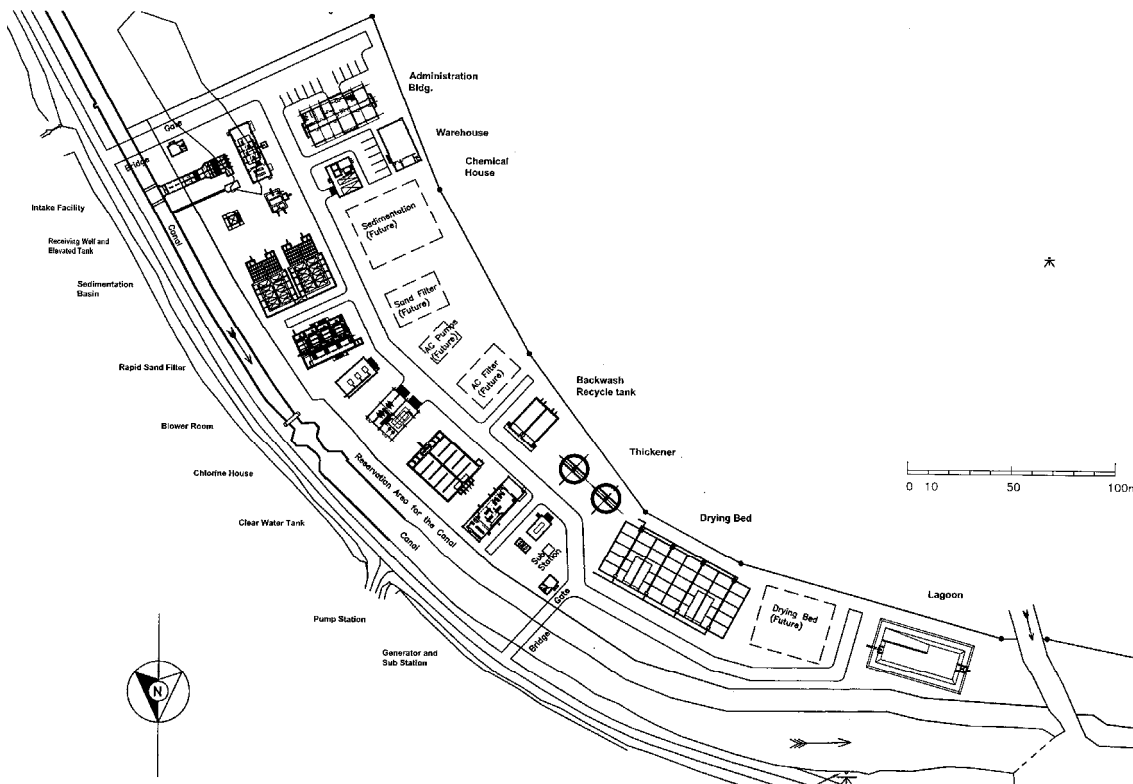 Administration
Bldg.
Warehouse
Chemical
House
Gate
Bridge
Intake Facility
Canal
Sedimentation
(Future)
Receiving Well and
Elevated Tank
Sedimentation
Basin
Sand Filter
(Future)
AC Pumps
(Future)
AC Filter
(Future)
Rapid Sand Filter
Backwash
Recycle tank
Blower Room
Thickener
Chlorine House
Reservation Area for the Canal
0 10 50 100m
Clear Water Tank
Canal
Drying Bed
Sub
Station
Gate
Lagoon
Drying Bed
(Future)
Pump Station
Bridge
Generator and
Sub Station
N